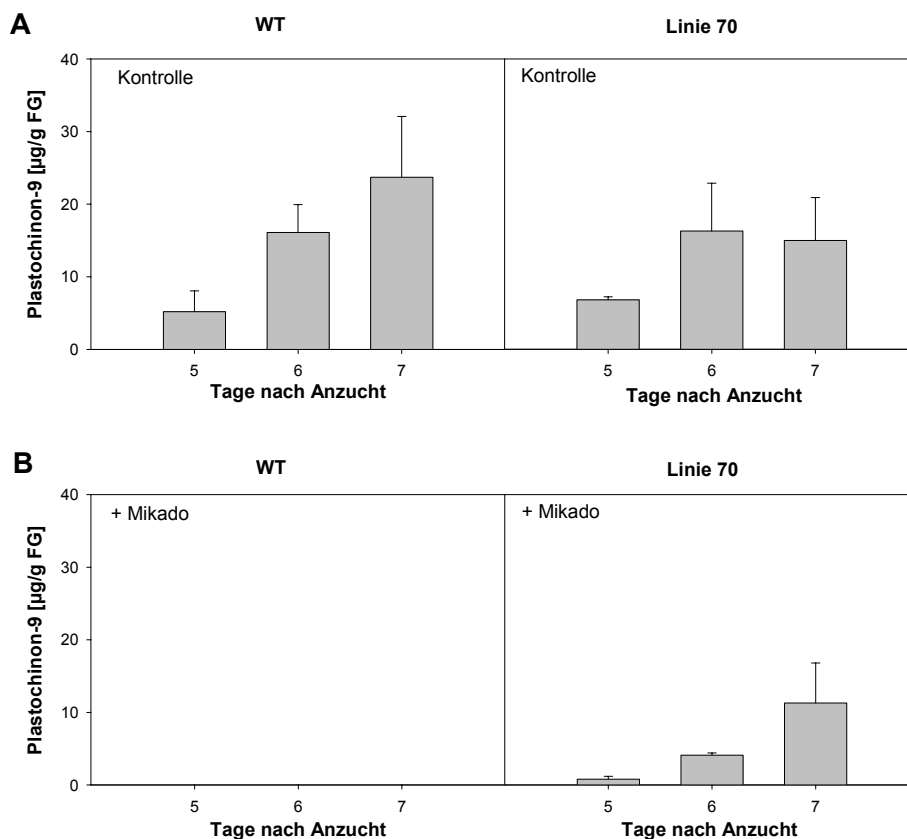 A
WT
Linie 70
Plastochinon-9 [µg/g FG]
40
30
20
10
0
Kontrolle
Kontrolle
5
6
7
5
6
7
Tage nach Anzucht
Tage nach Anzucht
B
WT
Linie 70
Plastochinon-9 [µg/g FG]
40
30
20
10
0
+ Mikado
+ Mikado
5
6
7
5
6
7
Tage nach Anzucht
Tage nach Anzucht